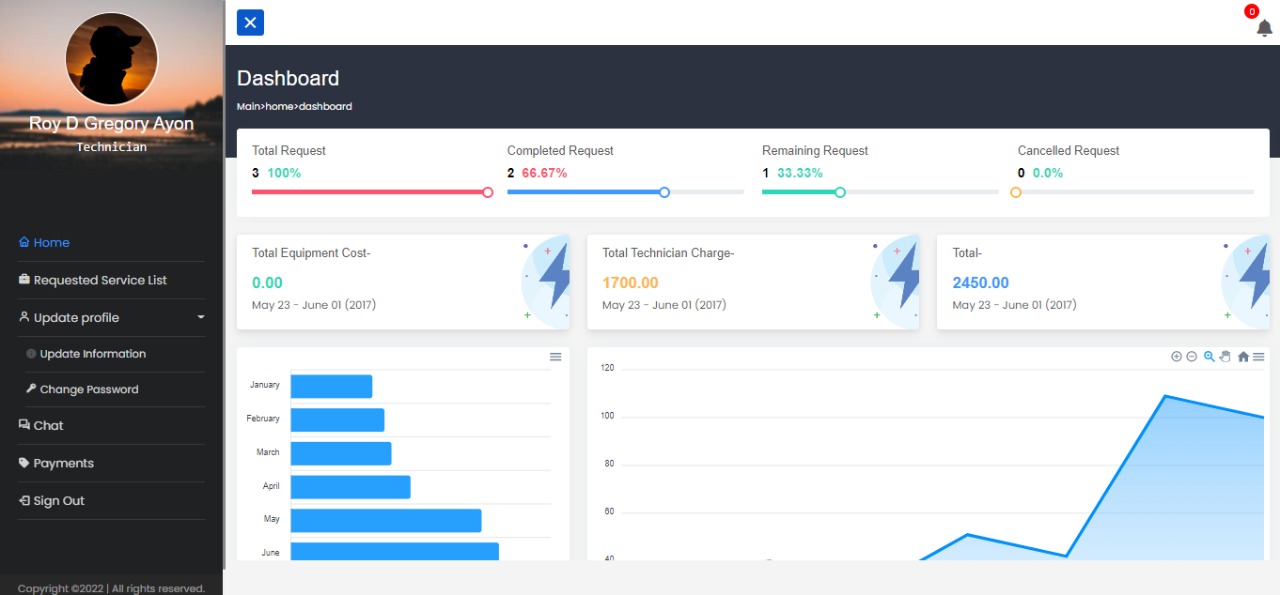 Roy D Gregory Ayon
Technician
Home
Requested Service List
Update profile
Update Information
Change Password
Chat
Payments
Sign Out
Copyright ©2022 | All rights reserved.
0
Dashboard
Main>home>dashboard
Total Request
3 100%
Completed Request
2 66.67%
Remaining Request
1 33.33%
Cancelled Request
0 0.0%
Total Equipment Cost-
0.00
May 23 - June 01 (2017)
Total Technician Charge-
1700.00
May 23 - June 01 (2017)
Total-
2450.00
May 23 - June 01 (2017)
January
February
March
April
May
June
120
100
80
60
40